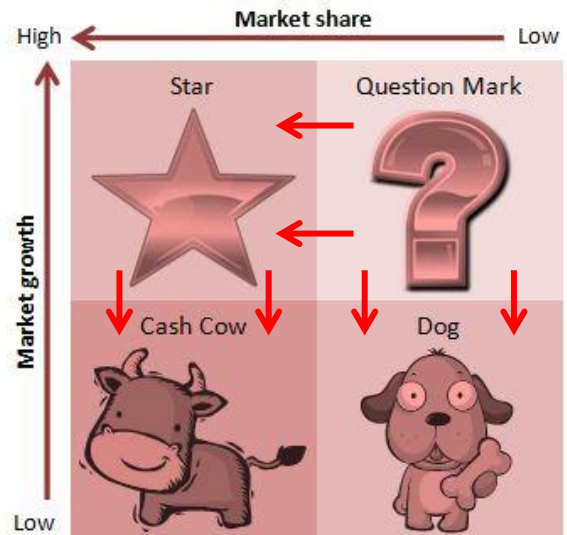 Market share
High
Low
Star
Question Mark
Market growth
Cash Cow
Dog
Low